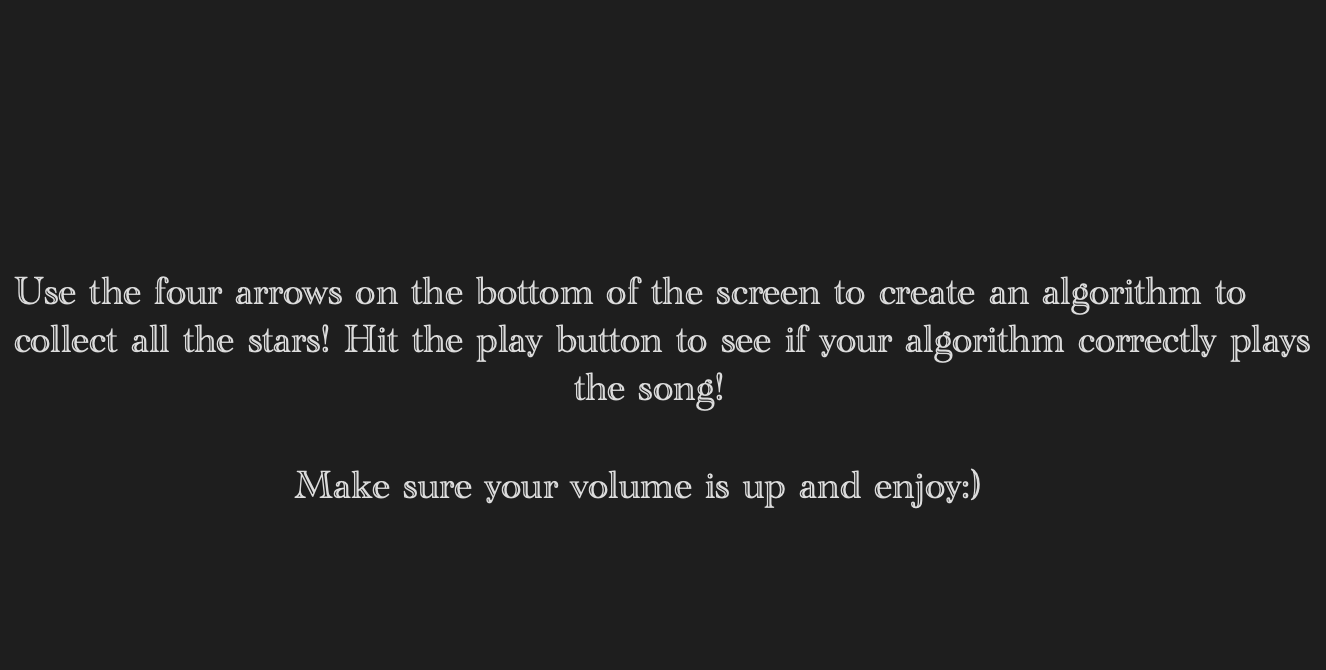 Use the four arrows on the bottom of the screen to create an algorithm to
collect all the stars! Hit the play button to see if your algorithm correctly plays
the song!
Make sure your volume is up and enjoy:)